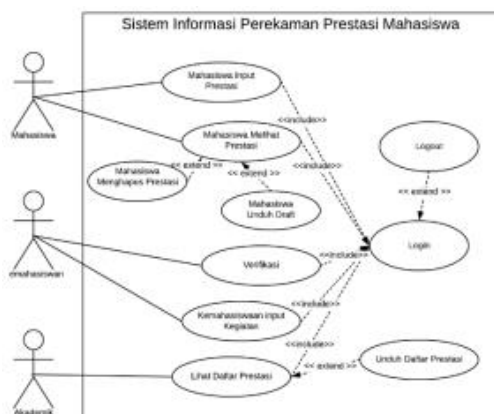 Sistem Informasi Perekaman Prestasi Mahasiswa
Mahasiswa Input
Prestasi
<<include>>
Mahasiswa
Mahasiswa Melihat
Prestasi
<<include>>
Logout
<< extend >>
Mahasiswa
Menghapus Prestasi
<< extend >>
Mahasiswa
Unduh Draft
<< extend >>
Login
Verifikasi
<<include>>
emahasiswan
Kemahasiswaan input
Kegiatan
<<include>>
<<include>>
Lihat Daftar Prestasi
<< extend >>
Unduh Daftar Prestasi
Akademik